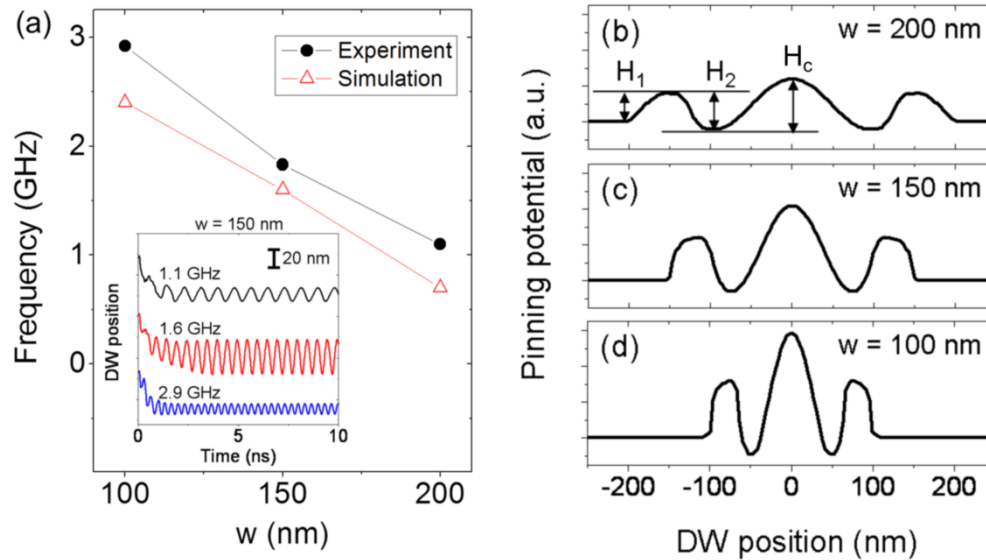 (a)
Frequency (GHz)
3
2
1
0
Experiment
Simulation
w = 150 nm
20 nm
1.1 GHz
1.6 GHz
2.9 GHz
DW position
0 5 10
Time (ns)
100 150 200
w (nm)
Pinning potential (a.u.)
(b) w = 200 nm
H₁ H₂ H_c
(c) w = 150 nm
(d) w = 100 nm
-200 -100 0 100 200
DW position (nm)